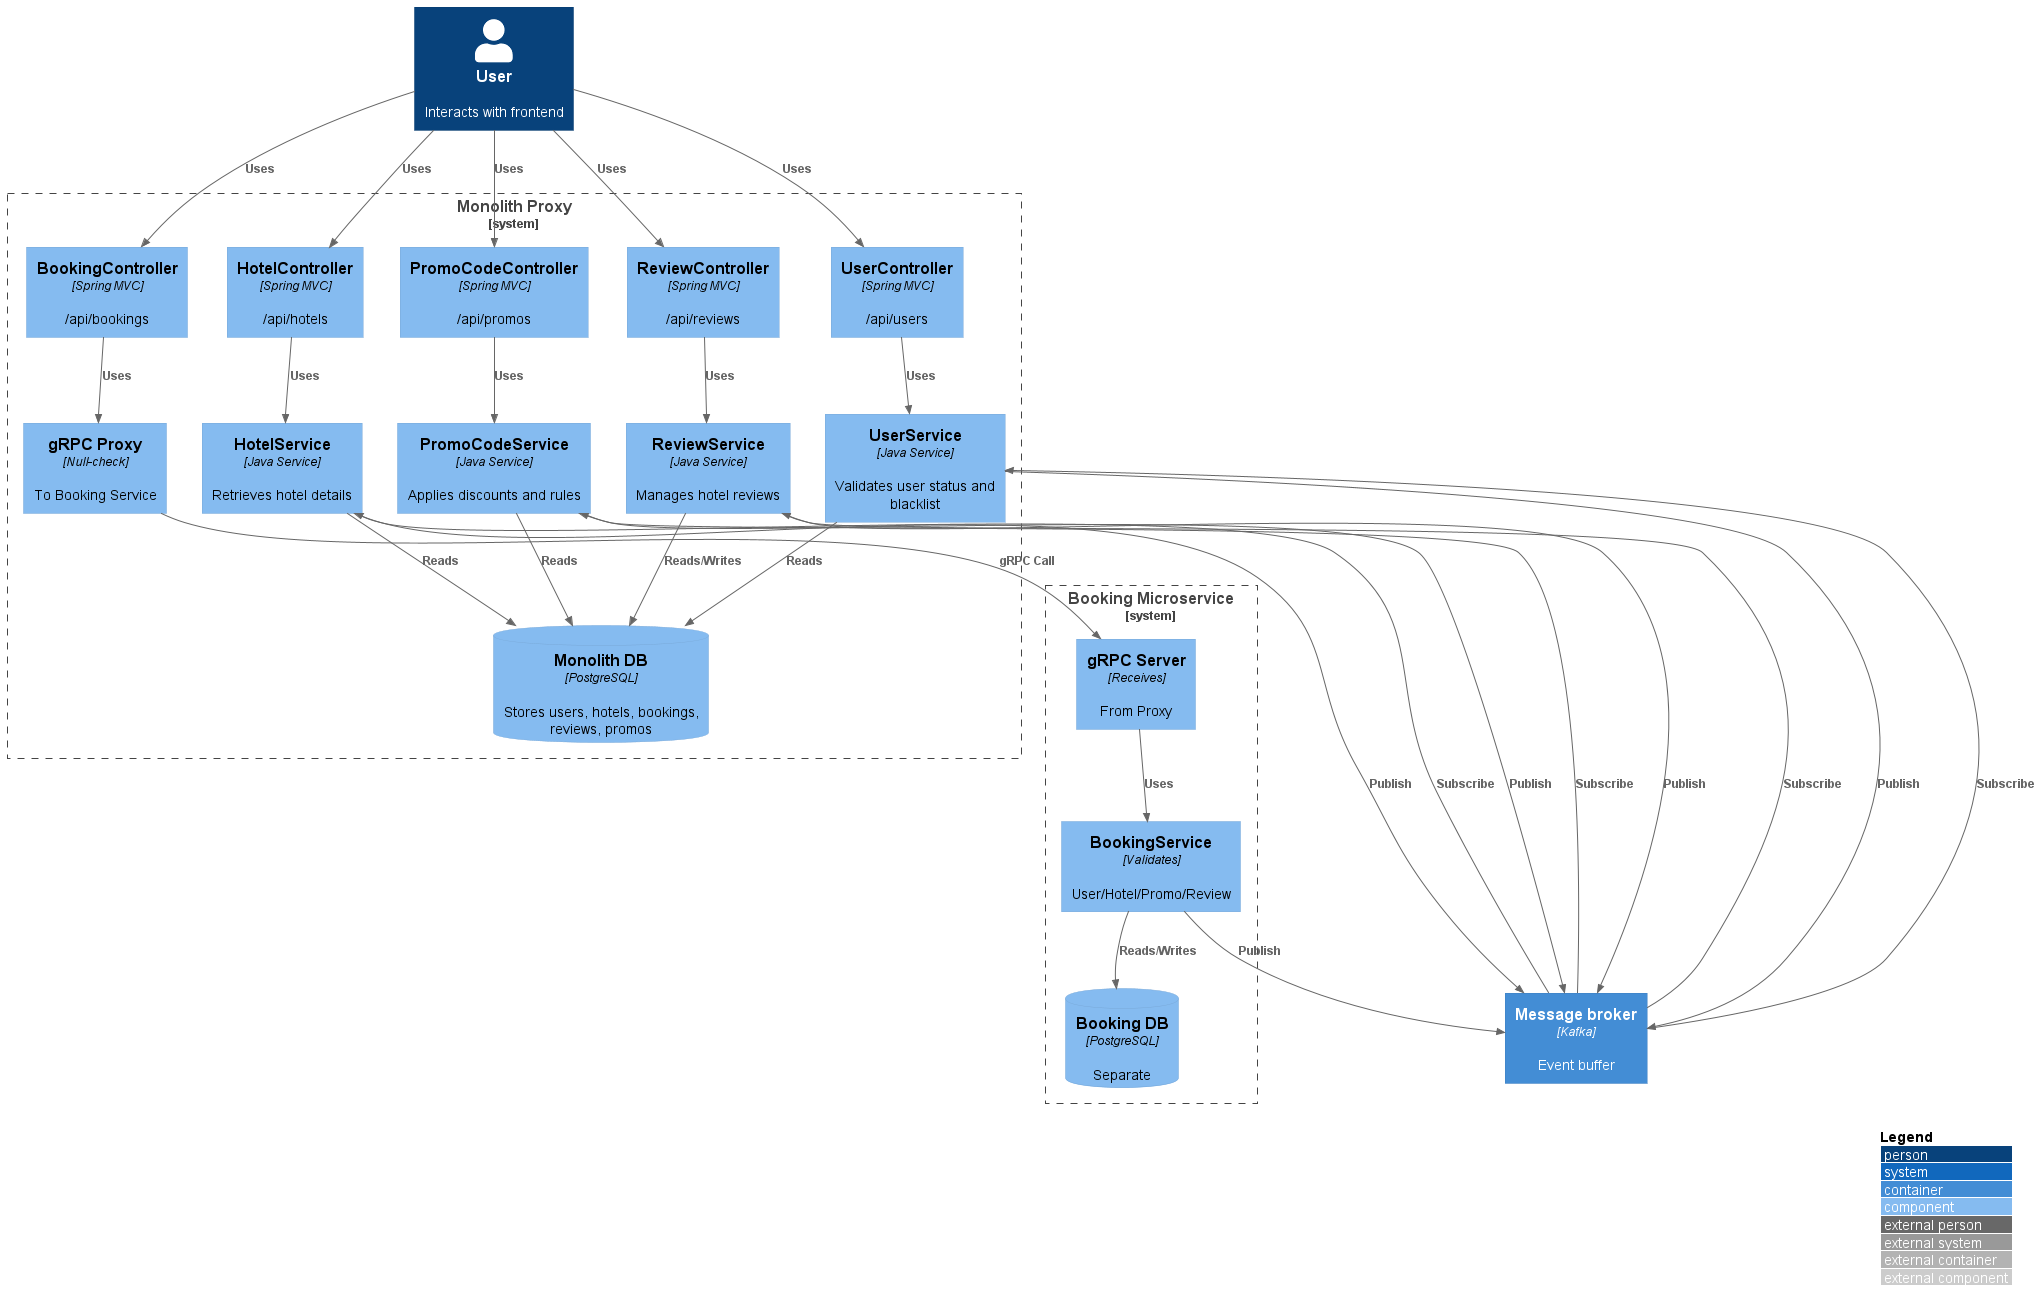 User
Interacts with frontend
Uses
Uses
Uses
Uses
Uses
Monolith Proxy
[system]
BookingController
[Spring MVC]
/api/bookings
HotelController
[Spring MVC]
/api/hotels
PromoCodeController
[Spring MVC]
/api/promos
ReviewController
[Spring MVC]
/api/reviews
UserController
[Spring MVC]
/api/users
Uses
Uses
Uses
Uses
Uses
gRPC Proxy
[Null-check]
To Booking Service
HotelService
[Java Service]
Retrieves hotel details
PromoCodeService
[Java Service]
Applies discounts and rules
ReviewService
[Java Service]
Manages hotel reviews
UserService
[Java Service]
Validates user status and
blacklist
Reads
Reads
Reads/Writes
Reads
gRPC Call
Monolith DB
[PostgreSQL]
Stores users, hotels, bookings,
reviews, promos
Booking Microservice
[system]
gRPC Server
[Receives]
From Proxy
Uses
Publish
Subscribe
Publish
Subscribe
Publish
Subscribe
Publish
Subscribe
BookingService
[Validates]
User/Hotel/Promo/Review
Reads/Writes
Publish
Booking DB
[PostgreSQL]
Separate
Message broker
[Kafka]
Event buffer
Legend
person
system
container
component
external person
external system
external container
external component